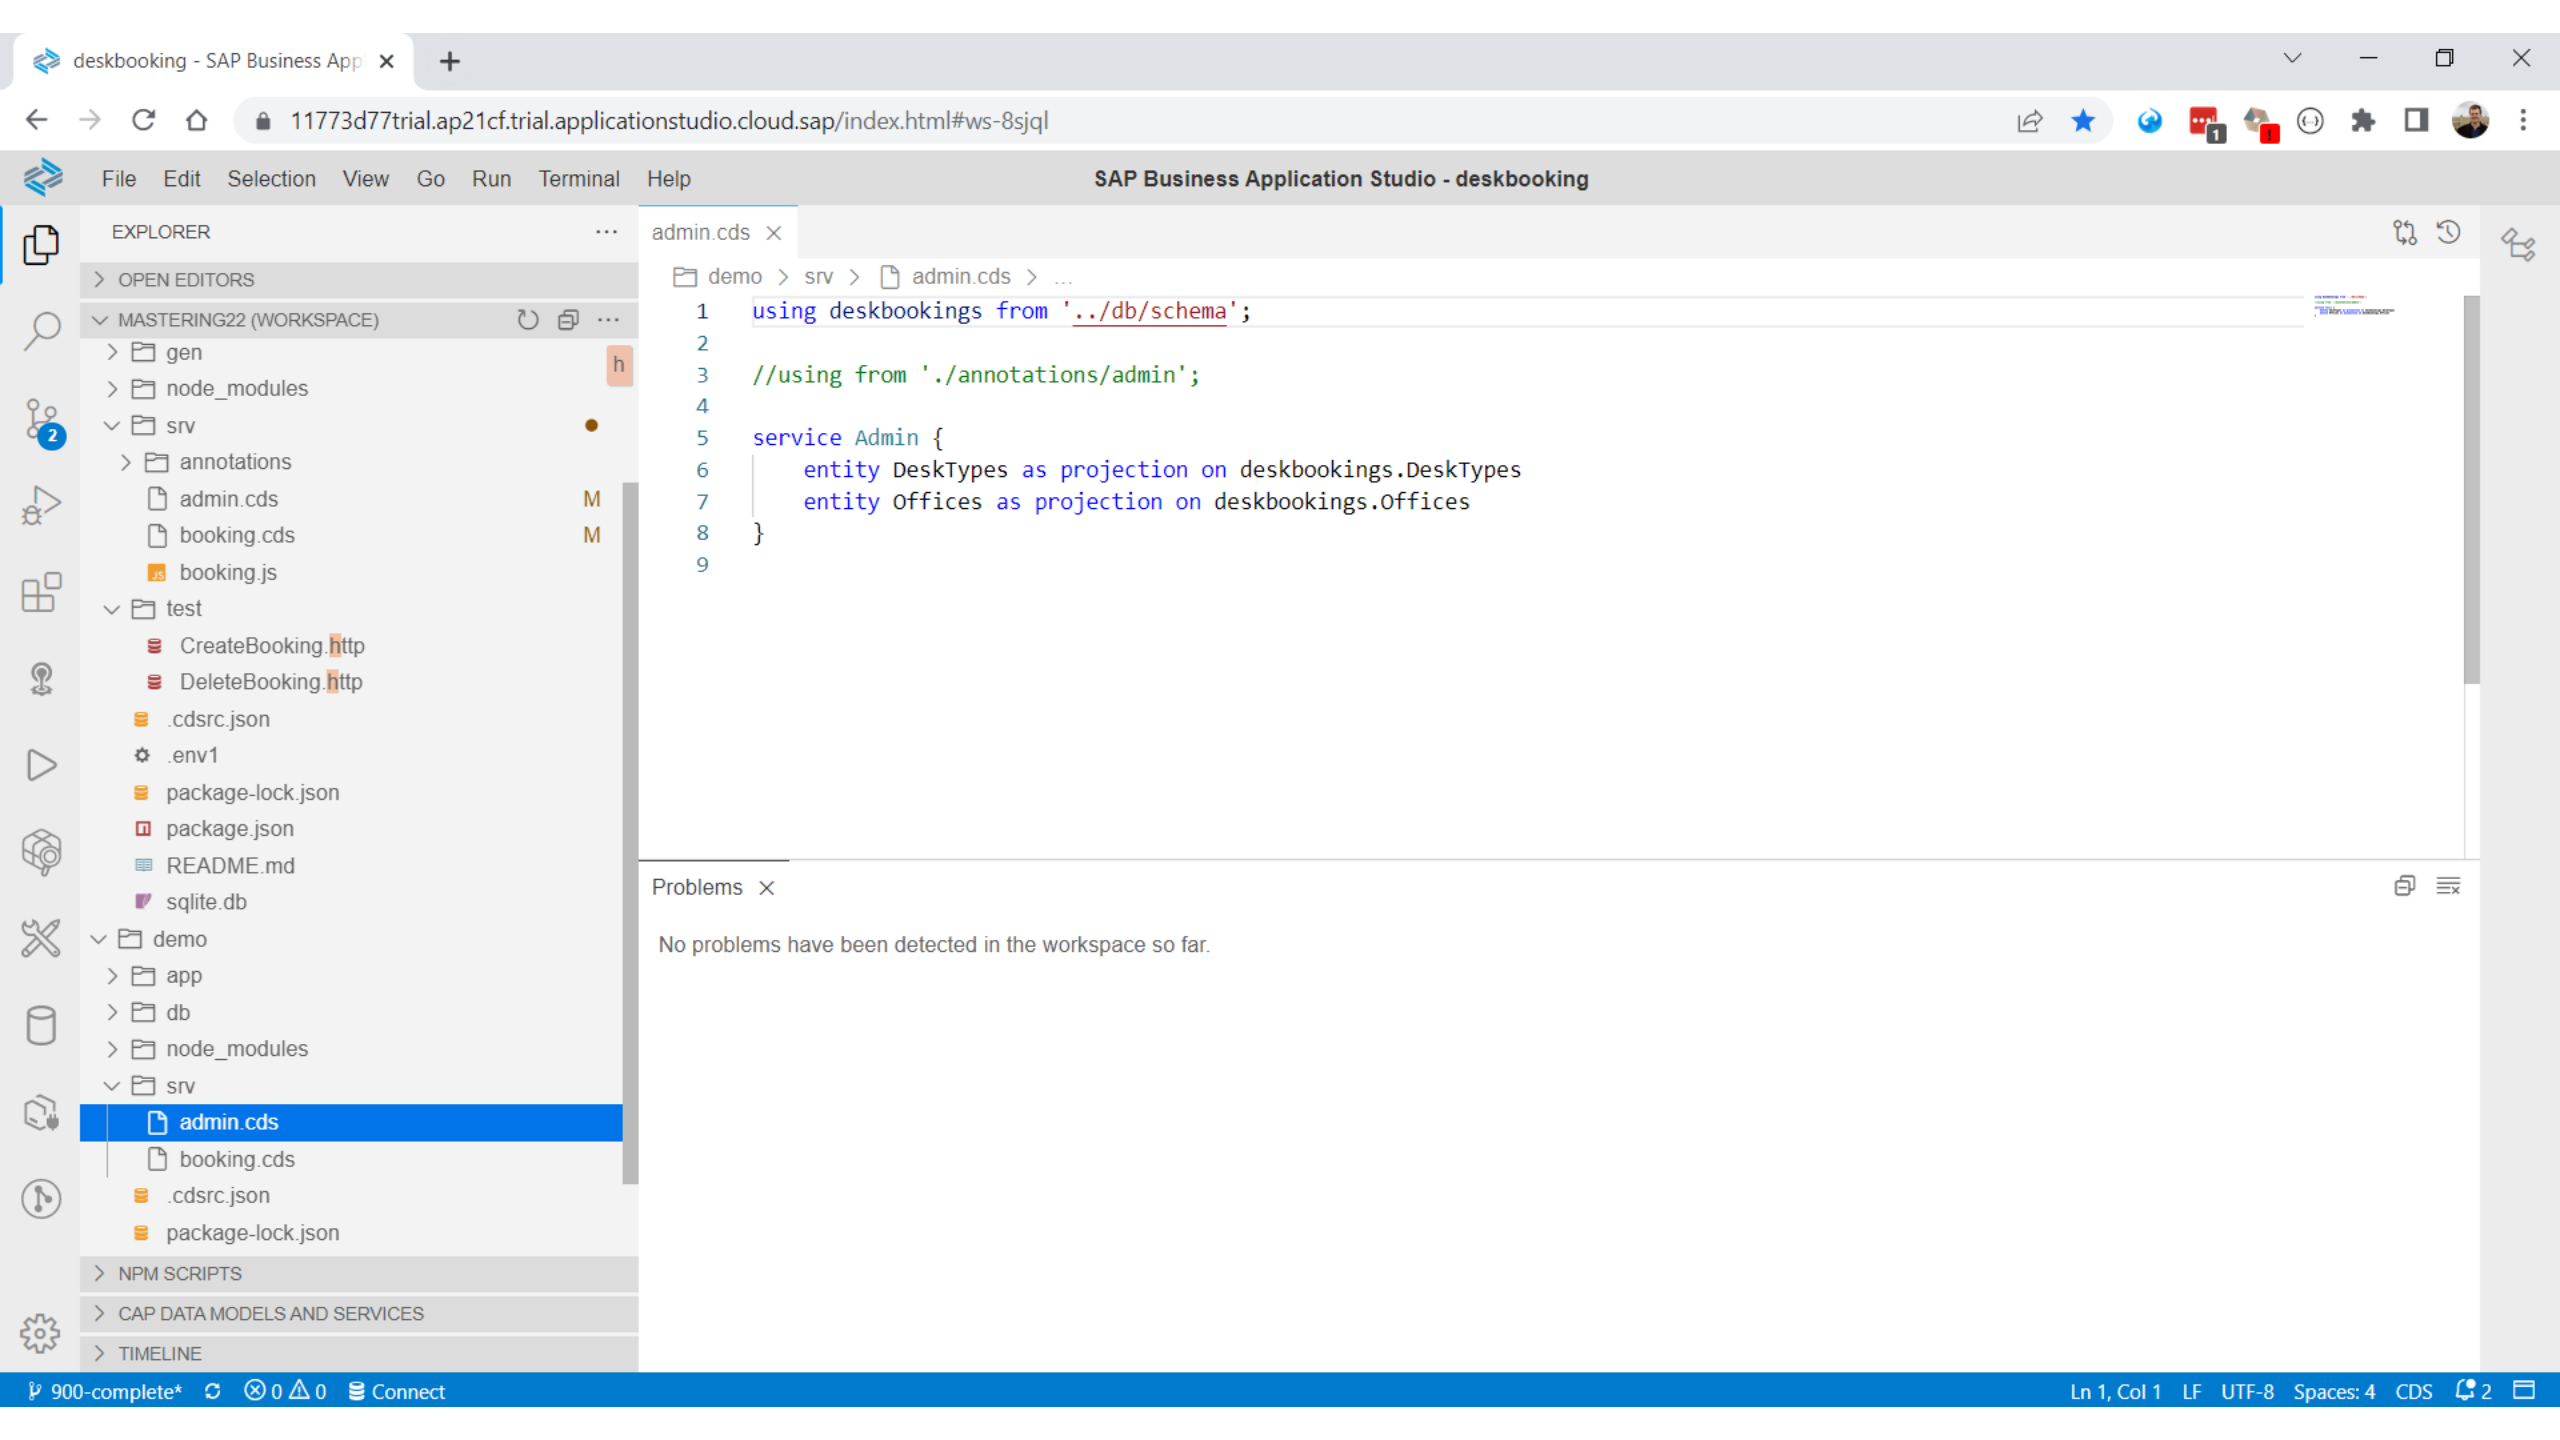 deskbooking - SAP Business App
11773d77trial.ap21cf.trial.applicationstudio.cloud.sap/index.html#ws-8sjql
1
!
File Edit Selection View Go Run Terminal Help
SAP Business Application Studio - deskbooking
EXPLORER
OPEN EDITORS
MASTERING22 (WORKSPACE)
gen
h
node_modules
srv
annotations
admin.cds M
booking.cds M
JS booking.js
test
CreateBooking.http
DeleteBooking.http
.cdsrc.json
.env1
package-lock.json
package.json
README.md
sqlite.db
demo
app
db
node_modules
srv
admin.cds
booking.cds
.cdsrc.json
package-lock.json
NPM SCRIPTS
CAP DATA MODELS AND SERVICES
TIMELINE
2
admin.cds
demo > srv > admin.cds > ...
1 using deskbookings from '../db/schema';
2
3 //using from './annotations/admin';
4
5 service Admin {
6 entity DeskTypes as projection on deskbookings.DeskTypes
7 entity Offices as projection on deskbookings.Offices
8 }
9
Problems
No problems have been detected in the workspace so far.
900-complete* 0 0 Connect
Ln 1, Col 1 LF UTF-8 Spaces: 4 CDS 2